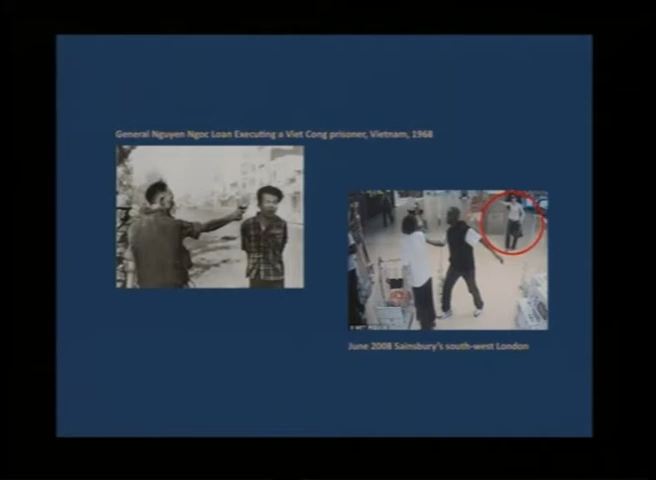 General Nguyen Ngoc Loan Executing a Viet Cong prisoner, Vietnam, 1968
June 2008 Sainsbury's south-west London